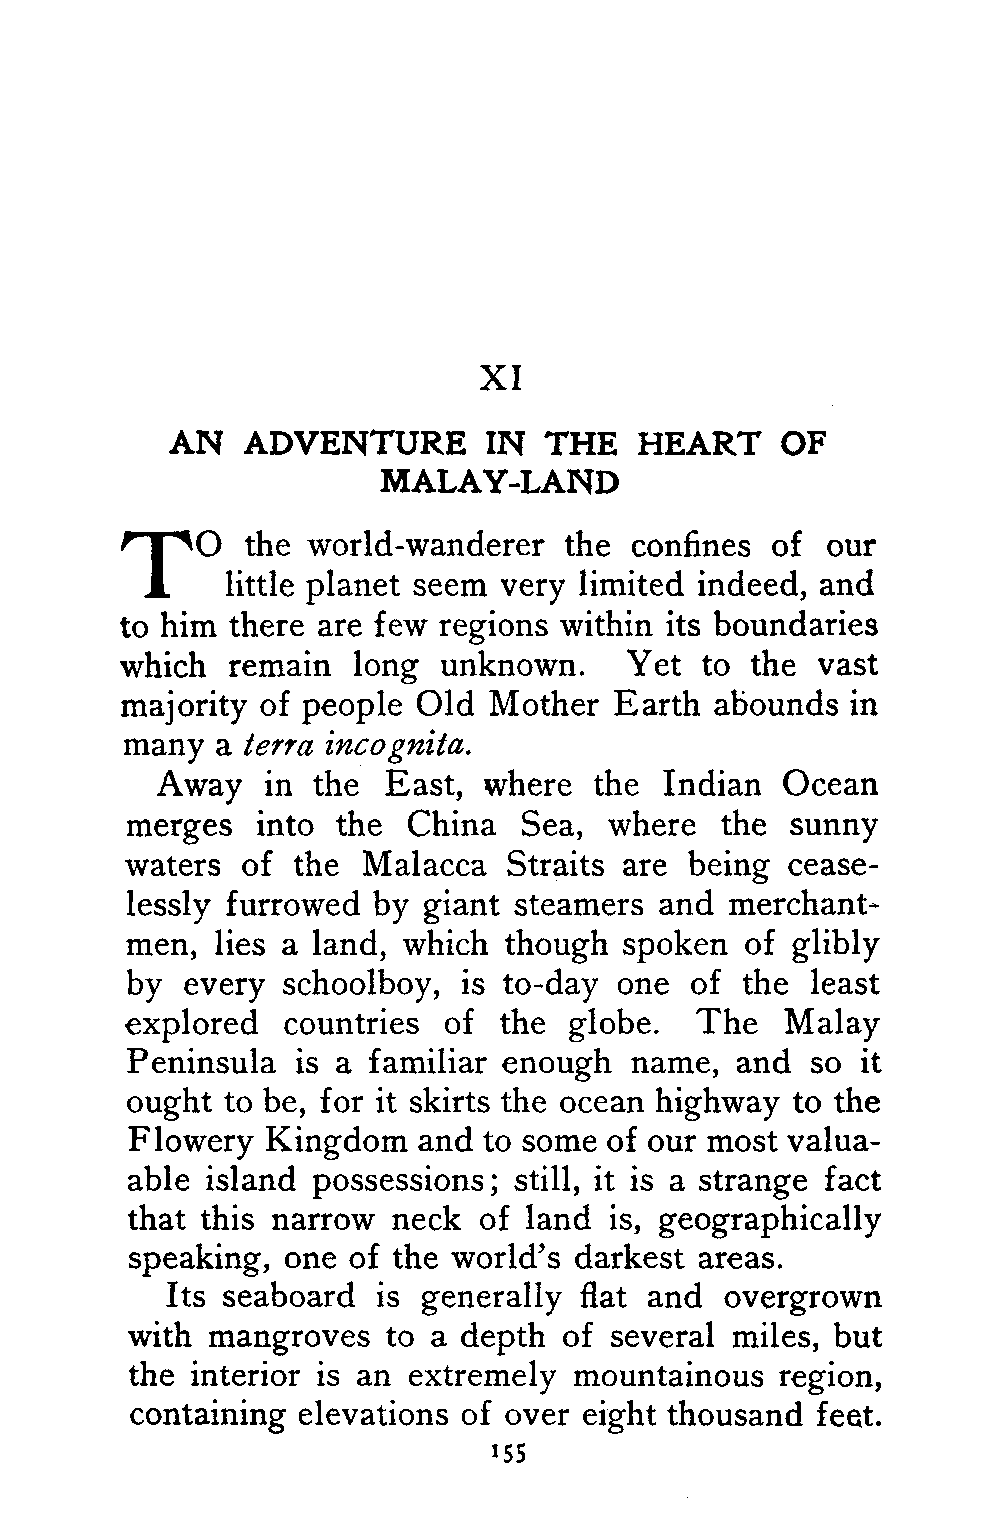 XI
AN ADVENTURE IN THE HEART OF
MALAY-LAND
TO the world-wanderer the confines of our
little planet seem very limited indeed, and
to him there are few regions within its boundaries
which remain long unknown. Yet to the vast
majority of people Old Mother Earth abounds in
many a terra incognita.
Away in the East, where the Indian Ocean
merges into the China Sea, where the sunny
waters of the Malacca Straits are being cease-
lessly furrowed by giant steamers and merchant-
men, lies a land, which though spoken of glibly
by every schoolboy, is to-day one of the least
explored countries of the globe. The Malay
Peninsula is a familiar enough name, and so it
ought to be, for it skirts the ocean highway to the
Flowery Kingdom and to some of our most valua-
able island possessions; still, it is a strange fact
that this narrow neck of land is, geographically
speaking, one of the world's darkest areas.
Its seaboard is generally flat and overgrown
with mangroves to a depth of several miles, but
the interior is an extremely mountainous region,
containing elevations of over eight thousand feet.
155